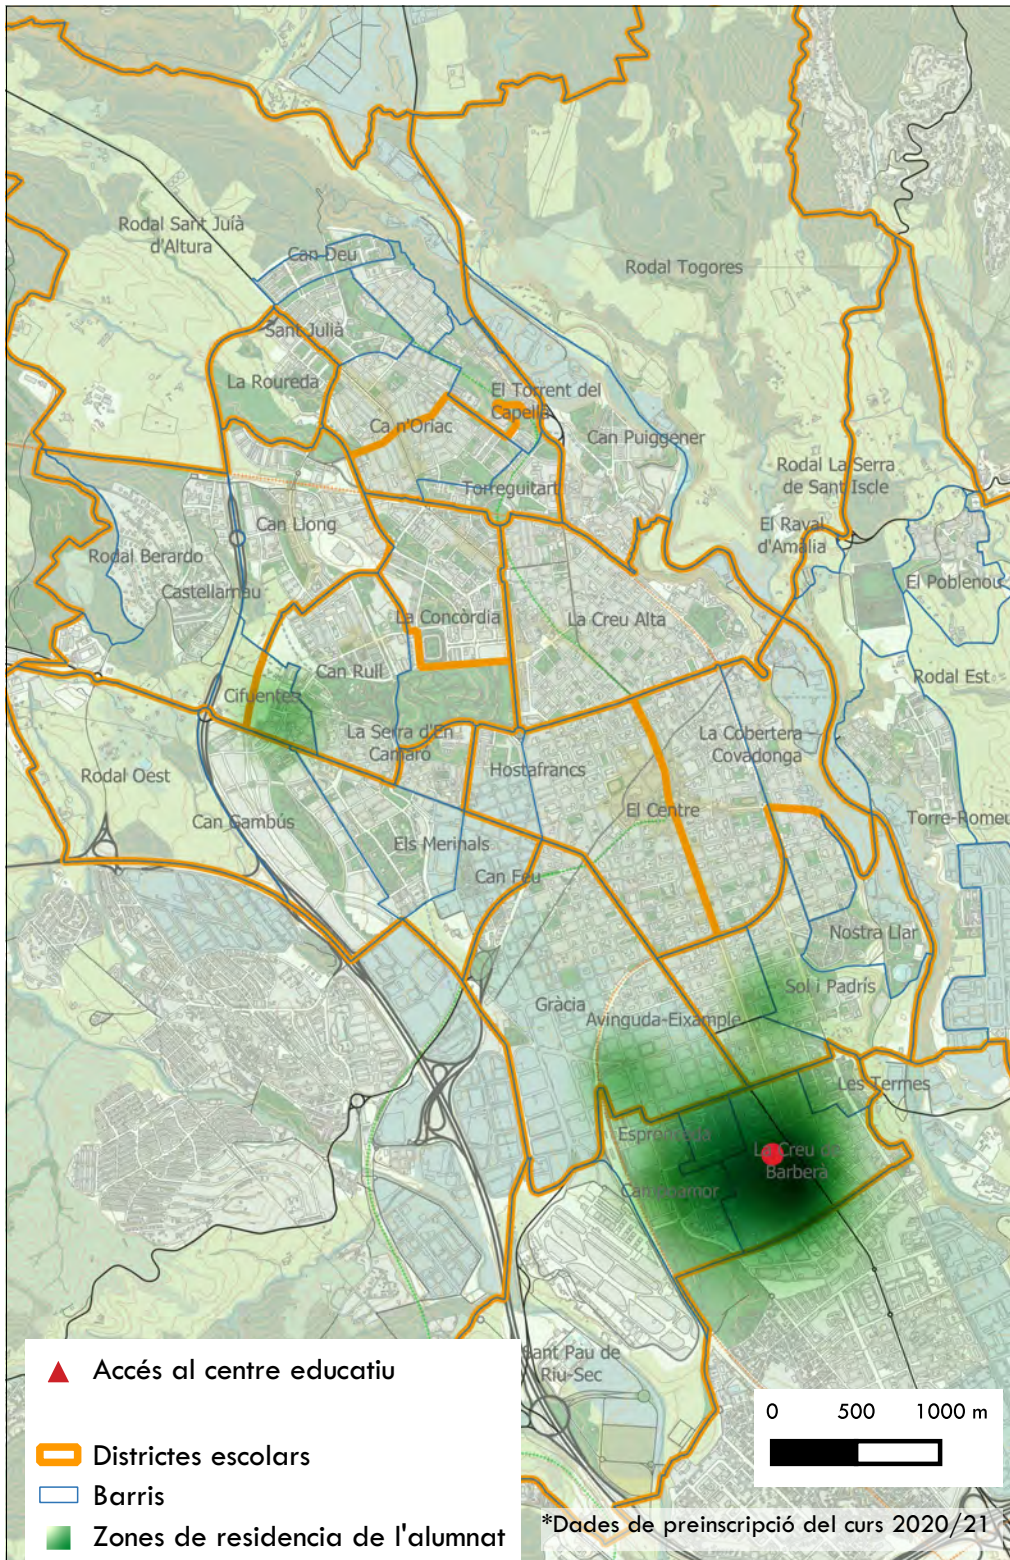 Rodal Sant Juíà
d'Altura
Can Deu
Rodal Togores
Sant Julià
La Roureda
El Torrent del
Capellà
Ca n'Oriac
Can Puiggener
Rodal La Serra
de Sant Iscle
Torreguitart
Can Llong
El Raval
d'Amàlia
Rodal Berardo
El Poblenou
Castellarnau
La Concòrdia
La Creu Alta
Can Rull
Rodal Est
Cifuentes
La Serra d'En
Camaró
La Cobertera
Covadonga
Rodal Oest
Hostafrancs
El Centre
Can Gambús
Torre-Romeu
Els Merinals
Can Feu
Nostra Llar
Sol i Padrís
Gràcia
Avinguda-Eixample
Les Termes
Espronceda
La Creu de
Barberà
Campoamor
Sant Pau de
Riu-Sec
Accés al centre educatiu
Districtes escolars
Barris
Zones de residencia de l'alumnat
0 500 1000 m
*Dades de preinscripció del curs 2020/21